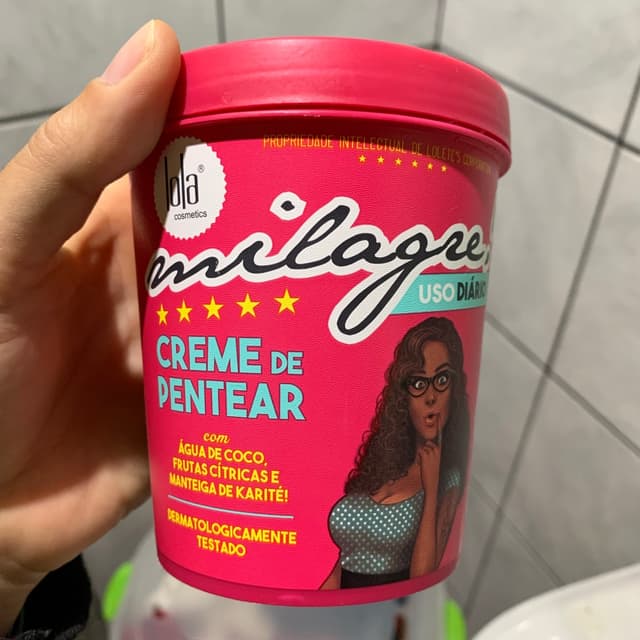 PROPRIEDADE INTELECTUAL DE LOLETE'S
lola®
cosmetics
milagre!
USO DIÁRIO
CREME DE
PENTEAR
com
ÁGUA DE COCO,
FRUTAS CÍTRICAS E
MANTEIGA DE KARITÉ!
DERMATOLOGICAMENTE
TESTADO